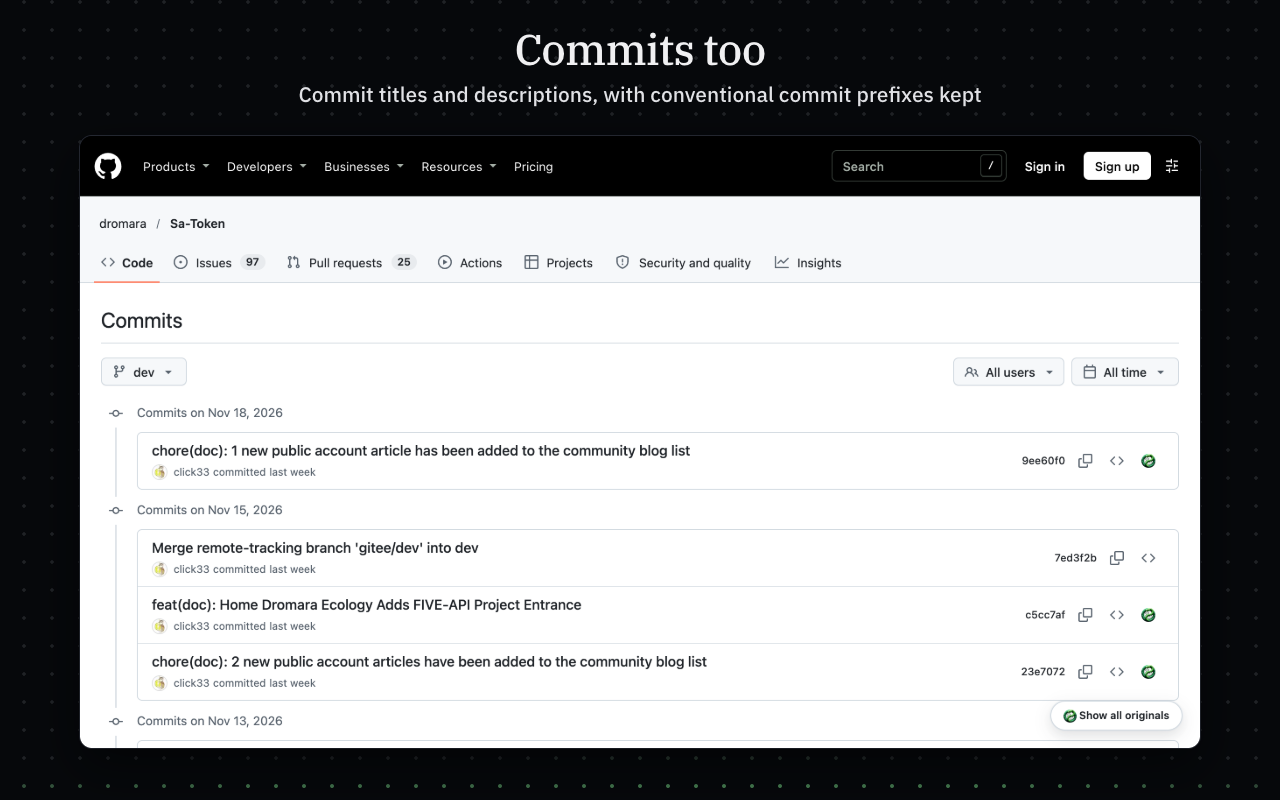 Commits too
Commit titles and descriptions, with conventional commit prefixes kept
Products Developers Businesses Resources Pricing Search / Sign in Sign up
dromara / Sa-Token
Code Issues 97 Pull requests 25 Actions Projects Security and quality Insights
Commits
dev All users All time
Commits on Nov 18, 2026
chore(doc): 1 new public account article has been added to the community blog list
click33 committed last week
9ee60f0
Commits on Nov 15, 2026
Merge remote-tracking branch 'gitee/dev' into dev
click33 committed last week
7ed3f2b
feat(doc): Home Dromara Ecology Adds FIVE-API Project Entrance
click33 committed last week
c5cc7af
chore(doc): 2 new public account articles have been added to the community blog list
click33 committed last week
23e7072
Commits on Nov 13, 2026
Show all originals